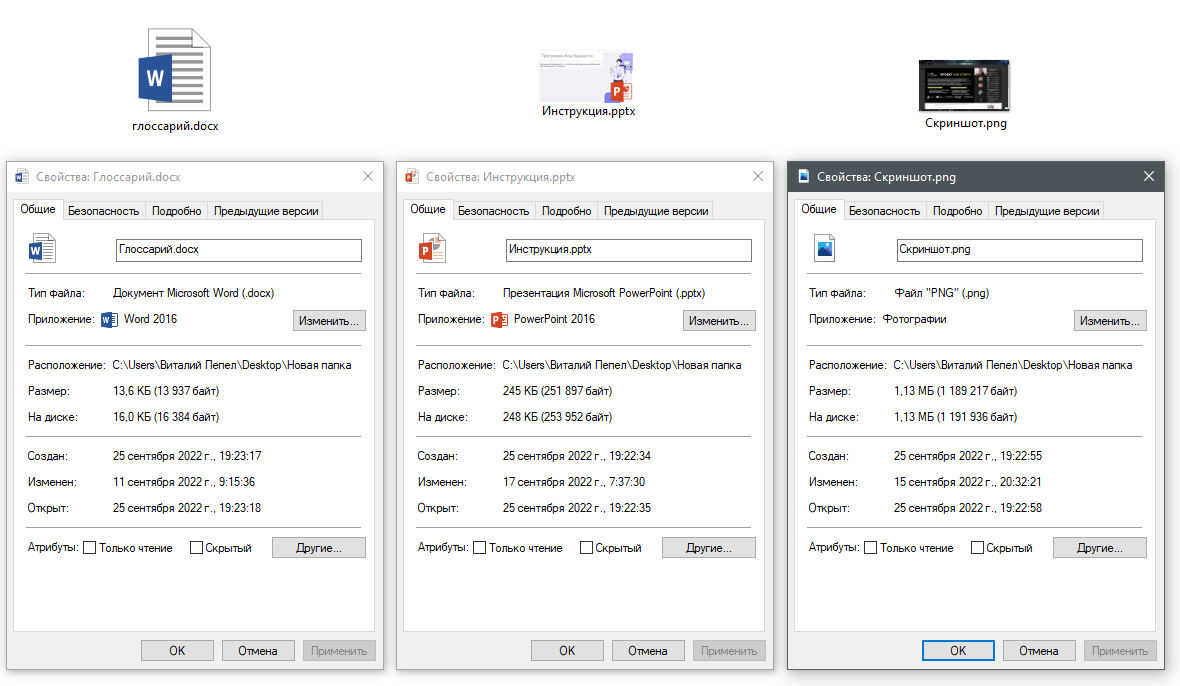 W
P
глоссарий.docx
Инструкция.pptx
Скриншот.png
Свойства: Глоссарий.docx
Общие Безопасность Подробно Предыдущие версии
Глоссарий.docx
Тип файла: Документ Microsoft Word (.docx)
Приложение: Word 2016 Изменить...
Расположение: C:\Users\Виталий Пепел\Desktop\Новая папка
Размер: 13,6 КБ (13 937 байт)
На диске: 16,0 КБ (16 384 байт)
Создан: 25 сентября 2022 г., 19:23:17
Изменен: 11 сентября 2022 г., 9:15:36
Открыт: 25 сентября 2022 г., 19:23:18
Атрибуты: Только чтение Скрытый Другие...
ОК Отмена Применить
Свойства: Инструкция.pptx
Общие Безопасность Подробно Предыдущие версии
Инструкция.pptx
Тип файла: Презентация Microsoft PowerPoint (.pptx)
Приложение: PowerPoint 2016 Изменить...
Расположение: C:\Users\Виталий Пепел\Desktop\Новая папка
Размер: 245 КБ (251 897 байт)
На диске: 248 КБ (253 952 байт)
Создан: 25 сентября 2022 г., 19:22:34
Изменен: 17 сентября 2022 г., 7:37:30
Открыт: 25 сентября 2022 г., 19:22:35
Атрибуты: Только чтение Скрытый Другие...
ОК Отмена Применить
Свойства: Скриншот.png
Общие Безопасность Подробно Предыдущие версии
Скриншот.png
Тип файла: Файл "PNG" (.png)
Приложение: Фотографии Изменить...
Расположение: C:\Users\Виталий Пепел\Desktop\Новая папка
Размер: 1,13 МБ (1 189 217 байт)
На диске: 1,13 МБ (1 191 936 байт)
Создан: 25 сентября 2022 г., 19:22:55
Изменен: 15 сентября 2022 г., 20:32:21
Открыт: 25 сентября 2022 г., 19:22:58
Атрибуты: Только чтение Скрытый Другие...
ОК Отмена Применить